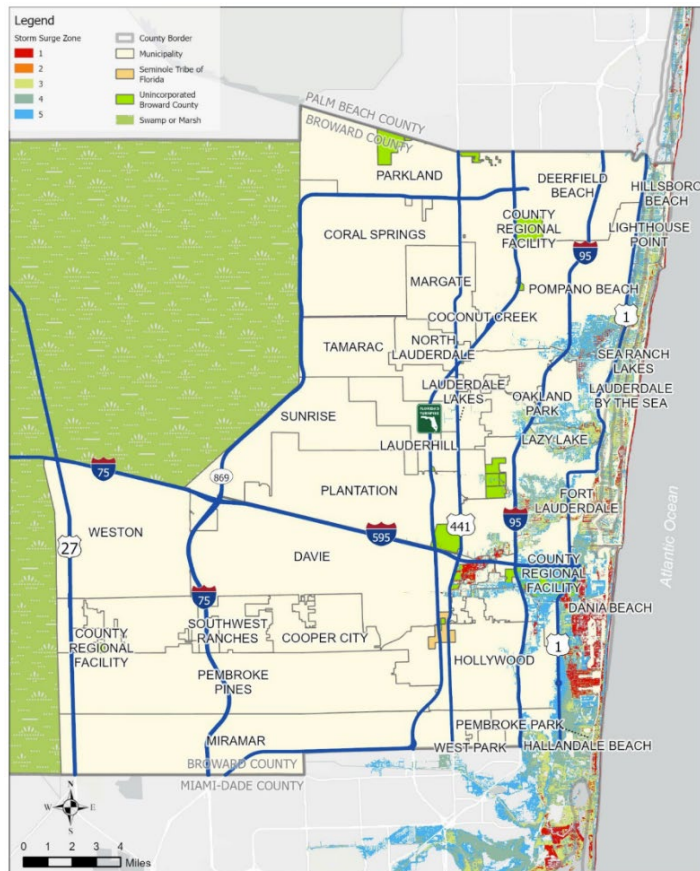 Legend
Storm Surge Zone
1
2
3
4
5
County Border
Municipality
Seminole Tribe of
Florida
Unincorporated
Broward County
Swamp or Marsh
PALM BEACH COUNTY
BROWARD COUNTY
PARKLAND
DEERFIELD
BEACH
HILLSBORO
BEACH
LIGHTHOUSE
POINT
COUNTY
REGIONAL
FACILITY
CORAL SPRINGS
95
MARGATE
POMPANO BEACH
COCONUT CREEK
1
NORTH
LAUDERDALE
TAMARAC
SEA RANCH
LAKES
LAUDERDALE
LAKES
LAUDERDALE
BY THE SEA
OAKLAND
PARK
SUNRISE
LAUDERHILL
LAZY LAKE
75
869
PLANTATION
FORT
LAUDERDALE
441
95
WESTON
27
595
DAVIE
COUNTY
REGIONAL
FACILITY
75
DANIA BEACH
COUNTY
REGIONAL
FACILITY
SOUTHWEST
RANCHES
COOPER CITY
1
HOLLYWOOD
PEMBROKE
PINES
PEMBROKE PARK
MIRAMAR
WEST PARK
HALLANDALE BEACH
BROWARD COUNTY
MIAMI-DADE COUNTY
Atlantic Ocean
N
W
E
S
0 1 2 3 4
Miles